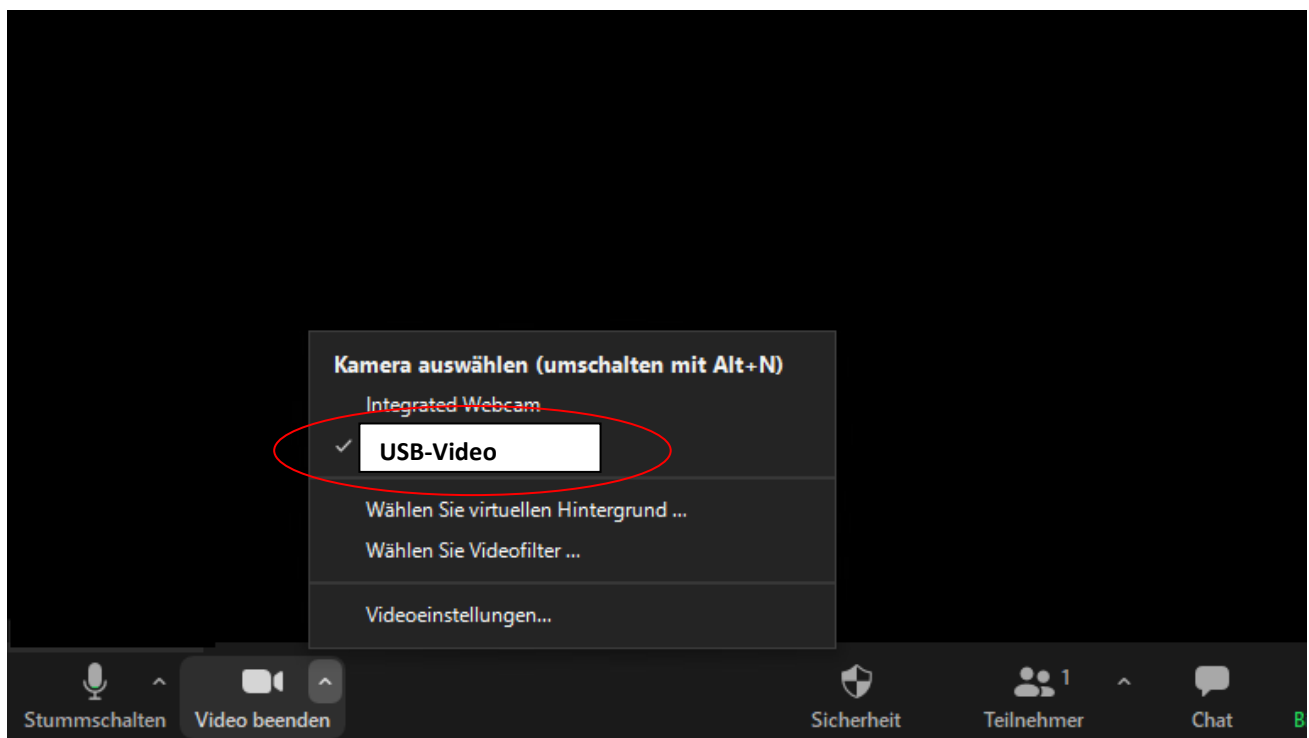 Kamera auswählen (umschalten mit Alt+N)
Integrated Webcam
USB-Video
Wählen Sie virtuellen Hintergrund ...
Wählen Sie Videofilter ...
Videoeinstellungen...
1
Stummschalten Video beenden Sicherheit Teilnehmer Chat